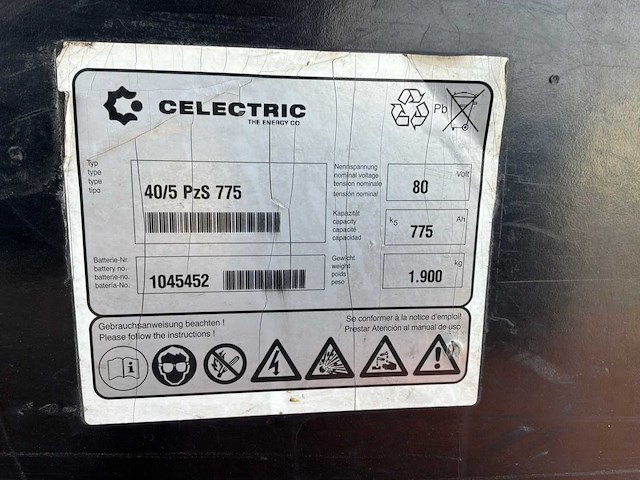 CELECTRIC
THE ENERGY CO
Pb
Typ
type
type
tipo
40/5 PzS 775
Nennspannung
nominal voltage
tension nominale
tensión nominal
80 Volt
Kapazität
capacity
capacité
capacidad
k5 775 Ah
Batterie-Nr.
battery no.
batterie-no.
bateria-No.
1045452
Gewicht
weight
poids
peso
1.900 kg
Gebrauchsanweisung beachten !
Please follow the instructions !
Se conformer à la notice d'emploi!
Prestar Atención al manual de uso